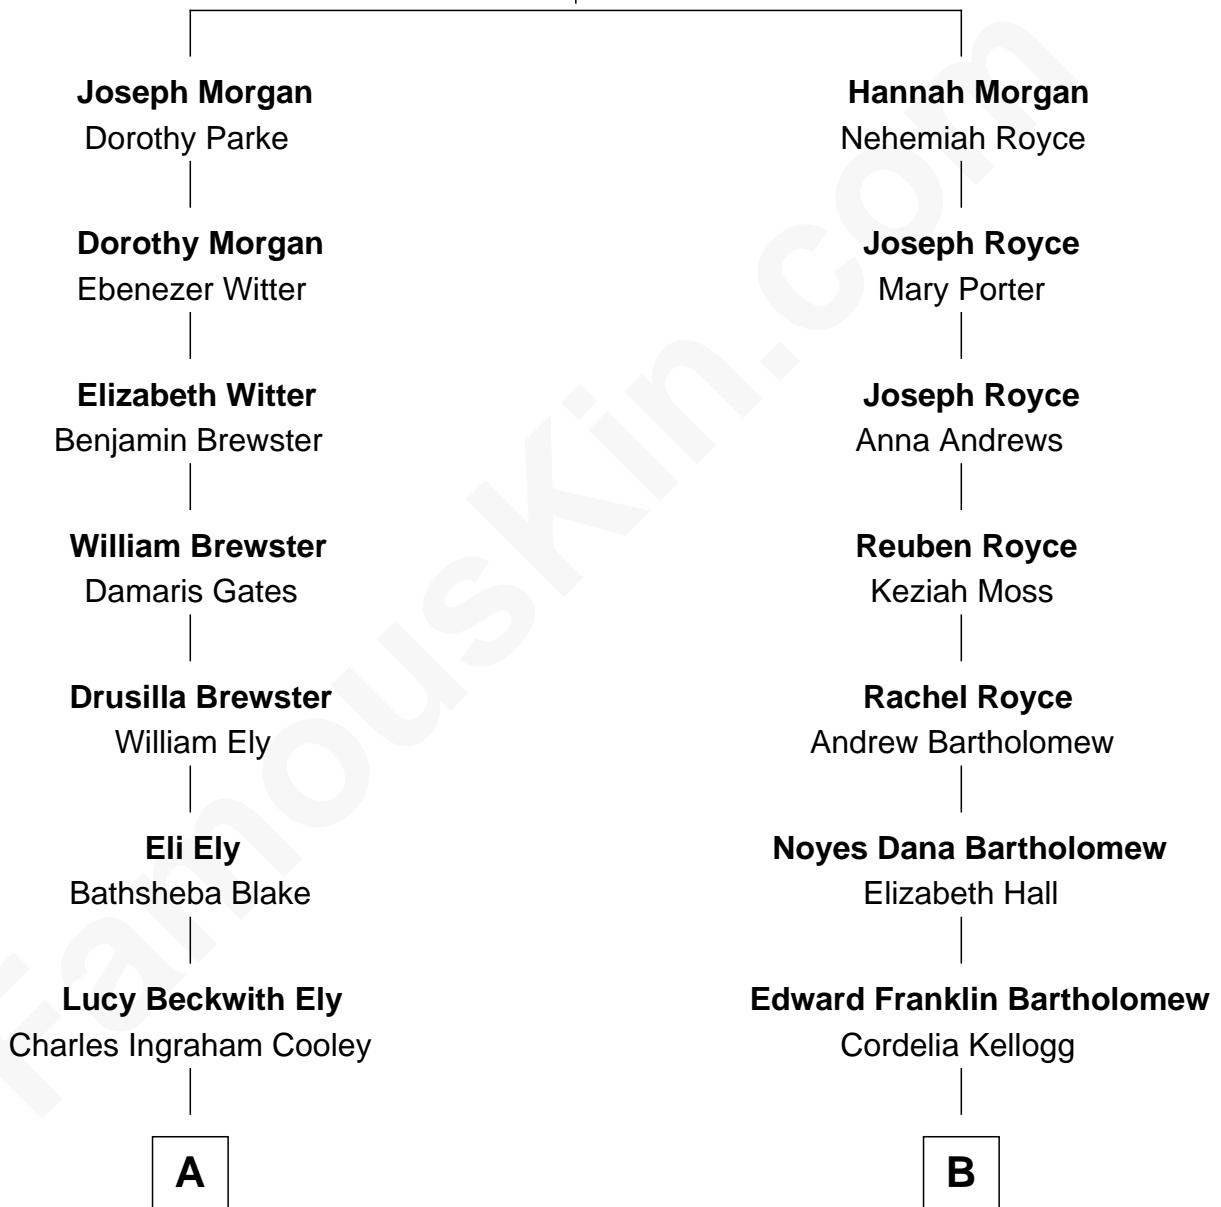 Joseph Morgan
Dorothy Parke
Dorothy Morgan
Ebenezer Witter
Elizabeth Witter
Benjamin Brewster
William Brewster
Damaris Gates
Drusilla Brewster
William Ely
Eli Ely
Bathsheba Blake
Lucy Beckwith Ely
Charles Ingraham Cooley
A
Hannah Morgan
Nehemiah Royce
Joseph Royce
Mary Porter
Joseph Royce
Anna Andrews
Reuben Royce
Keziah Moss
Rachel Royce
Andrew Bartholomew
Noyes Dana Bartholomew
Elizabeth Hall
Edward Franklin Bartholomew
Cordelia Kellogg
B
FamousKin.com